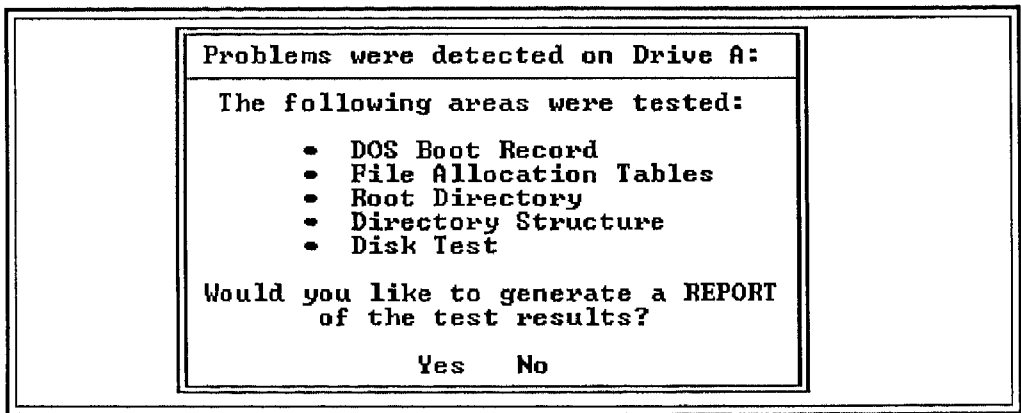 Problems were detected on Drive A:
The following areas were tested:
• DOS Boot Record
• File Allocation Tables
• Root Directory
• Directory Structure
• Disk Test
Would you like to generate a REPORT
of the test results?
Yes No